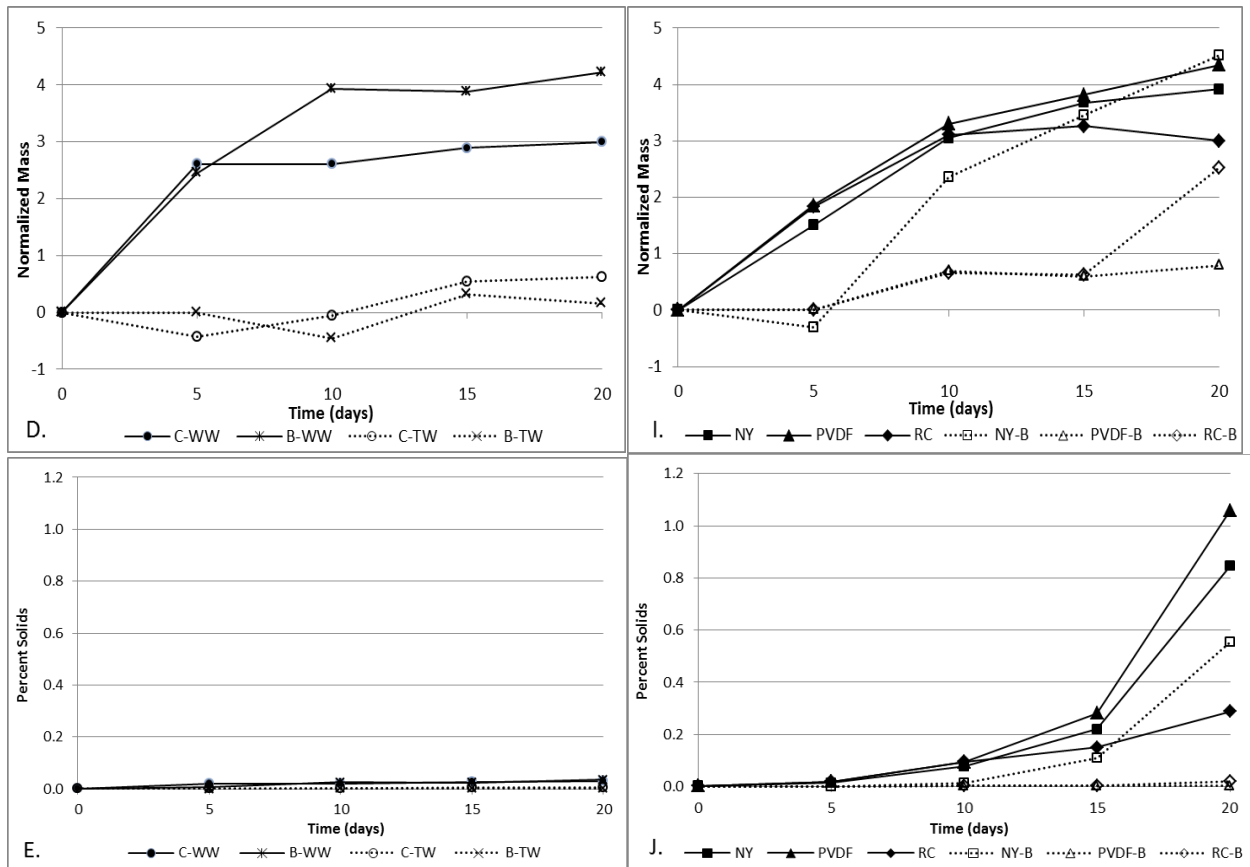 5
4
3
2
1
0
-1
Normalized Mass
0 5 10 15 20
Time (days)
D.
C-WW B-WW C-TW B-TW
5
4
3
2
1
0
-1
Normalized Mass
0 5 10 15 20
Time (days)
I.
NY PVDF RC NY-B PVDF-B RC-B
1.2
1.0
0.8
0.6
0.4
0.2
0.0
Percent Solids
0 5 10 15 20
Time (days)
E.
C-WW B-WW C-TW B-TW
1.2
1.0
0.8
0.6
0.4
0.2
0.0
Percent Solids
0 5 10 15 20
Time (days)
J.
NY PVDF RC NY-B PVDF-B RC-B